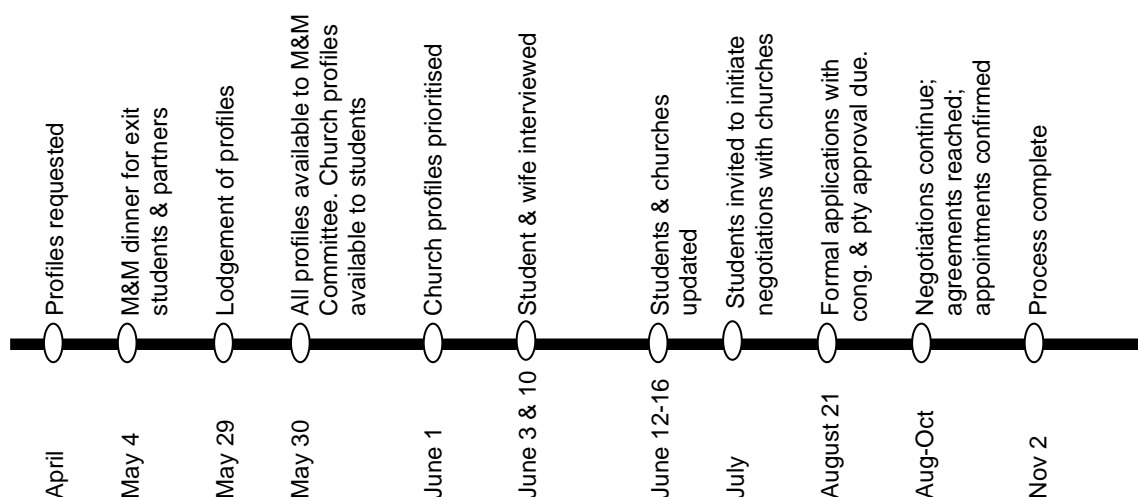 April
Profiles requested
May 4
M&M dinner for exit
students & partners
May 29
Lodgement of profiles
May 30
All profiles available to M&M
Committee. Church profiles
available to students
June 1
Church profiles prioritised
June 3 & 10
Student & wife interviewed
June 12-16
Students & churches
updated
July
Students invited to initiate
negotiations with churches
August 21
Formal applications with
cong. & pty approval due.
Aug-Oct
Negotiations continue;
agreements reached;
appointments confirmed
Nov 2
Process complete